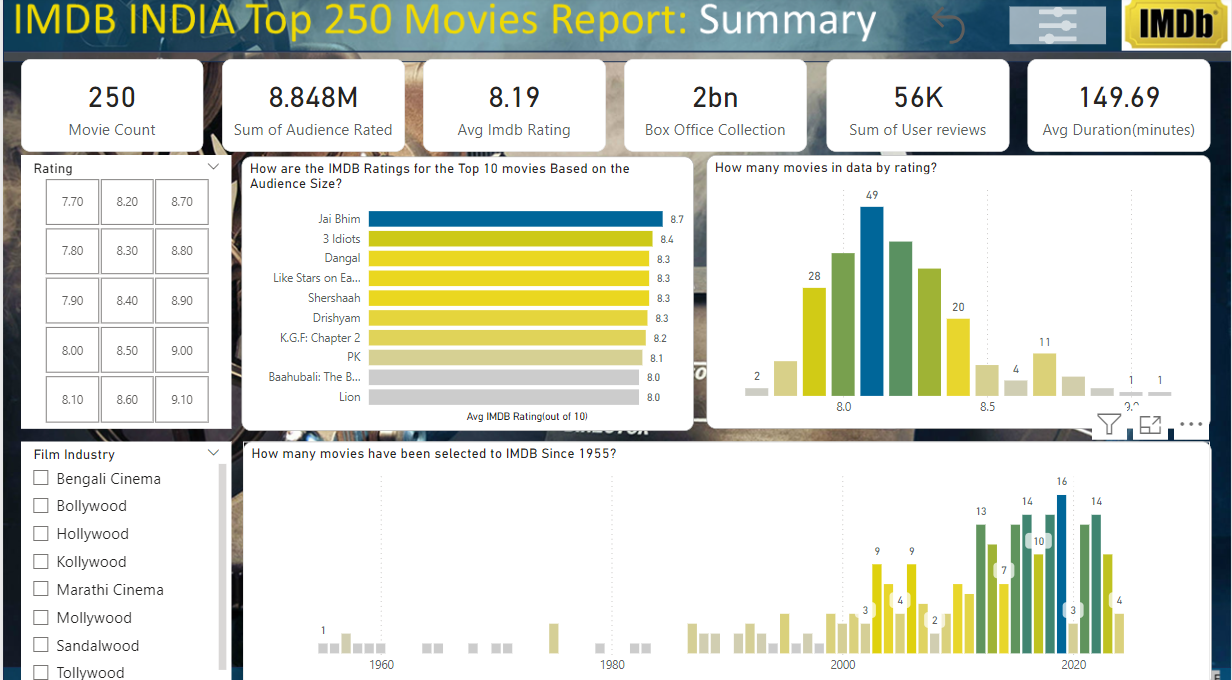 IMDB INDIA Top 250 Movies Report: Summary
IMDb
250
Movie Count
8.848M
Sum of Audience Rated
8.19
Avg Imdb Rating
2bn
Box Office Collection
56K
Sum of User reviews
149.69
Avg Duration(minutes)
Rating
7.70 8.20 8.70
7.80 8.30 8.80
7.90 8.40 8.90
8.00 8.50 9.00
8.10 8.60 9.10
How are the IMDB Ratings for the Top 10 movies Based on the
Audience Size?
Jai Bhim 8.7
3 Idiots 8.4
Dangal 8.3
Like Stars on Ea... 8.3
Shershaah 8.3
Drishyam 8.3
K.G.F: Chapter 2 8.2
PK 8.1
Baahubali: The B... 8.0
Lion 8.0
Avg IMDB Rating(out of 10)
How many movies in data by rating?
2 28 49 20 4 11 1 1
8.0 8.5
Film Industry
Bengali Cinema
Bollywood
Hollywood
Kollywood
Marathi Cinema
Mollywood
Sandalwood
Tollywood
How many movies have been selected to IMDB Since 1955?
1 3 9 4 9 2 13 7 14 10 16 3 14 4
1960 1980 2000 2020